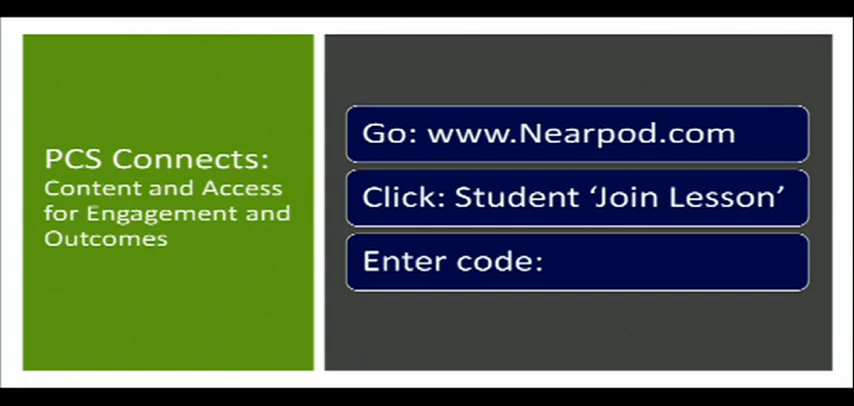 PCS Connects:
Content and Access
for Engagement and
Outcomes
Go: www.Nearpod.com
Click: Student ‘Join Lesson’
Enter code: